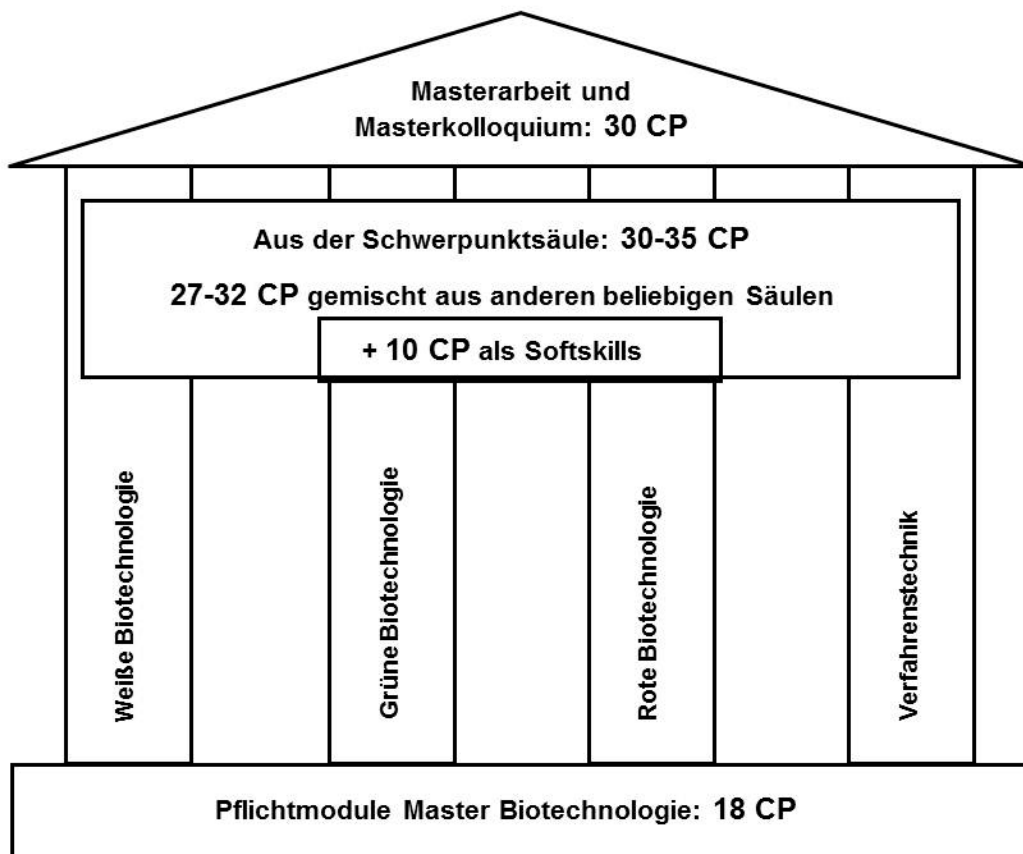 Masterarbeit und
Masterkolloquium: 30 CP
Aus der Schwerpunktsäule: 30-35 CP
27-32 CP gemischt aus anderen beliebigen Säulen
+ 10 CP als Softskills
Weiße Biotechnologie
Grüne Biotechnologie
Rote Biotechnologie
Verfahrenstechnik
Pflichtmodule Master Biotechnologie: 18 CP